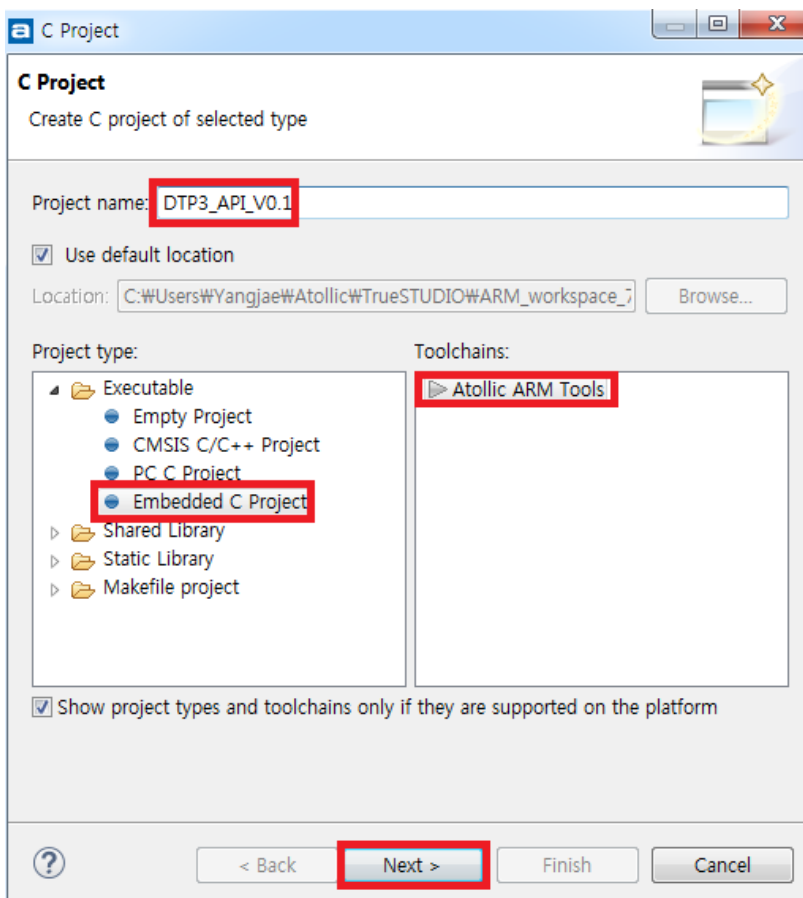 C Project
C Project
Create C project of selected type
Project name: DTP3_API_V0.1
Use default location
Location: C:₩Users₩Yangjae₩Atollic₩TrueSTUDIO₩ARM_workspace_7 Browse...
Project type: Toolchains:
Executable Atollic ARM Tools
Empty Project
CMSIS C/C++ Project
PC C Project
Embedded C Project
Shared Library
Static Library
Makefile project
Show project types and toolchains only if they are supported on the platform
? < Back Next > Finish Cancel